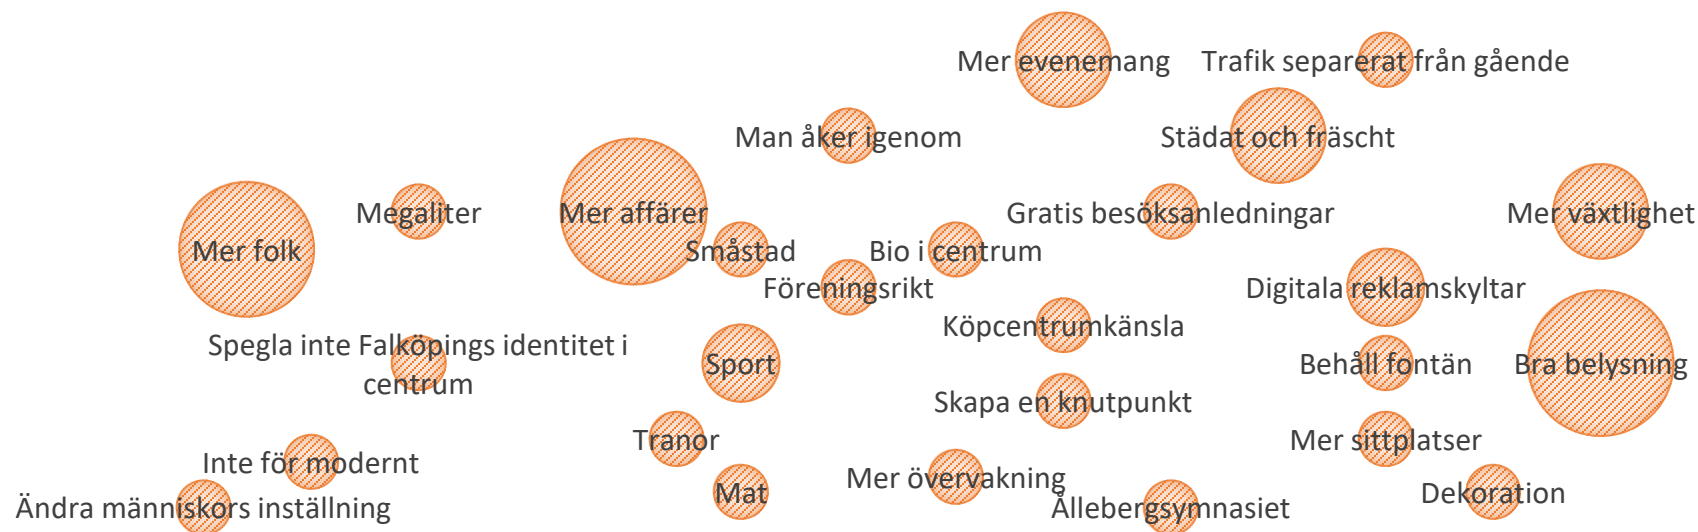 Mer evenemang
Trafik separerat från gående
Man åker igenom
Städat och fräscht
Megaliter
Mer affärer
Gratis besöksanledningar
Mer växtlighet
Mer folk
Småstad
Bio i centrum
Föreningsrikt
Digitala reklamskyltar
Köpcentrumkänsla
Spegla inte Falköpings identitet i
centrum
Sport
Behåll fontän
Bra belysning
Skapa en knutpunkt
Tranor
Mer sittplatser
Inte för modernt
Mer övervakning
Mat
Dekoration
Ändra människors inställning
Ållebergsymnasiet